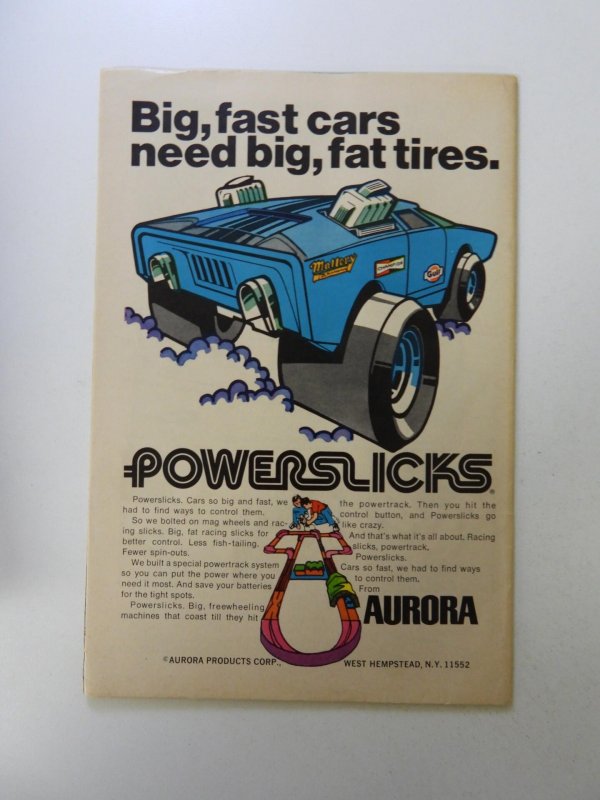 Big, fast cars
need big, fat tires.
Mallory
CHAMPION
Gulf
POWERSLICKS®
Powerslicks. Cars so big and fast, we
had to find ways to control them.
So we bolted on mag wheels and rac-
ing slicks. Big, fat racing slicks for
better control. Less fish-tailing.
Fewer spin-outs.
We built a special powertrack system
so you can put the power where you
need it most. And save your batteries
for the tight spots.
Powerslicks. Big, freewheeling
machines that coast till they hit
the powertrack. Then you hit the
control button, and Powerslicks go
like crazy.
And that's what it's all about. Racing
slicks, powertrack.
Powerslicks.
Cars so fast, we had to find ways
to control them.
From
AURORA
©AURORA PRODUCTS CORP., WEST HEMPSTEAD, N.Y. 11552